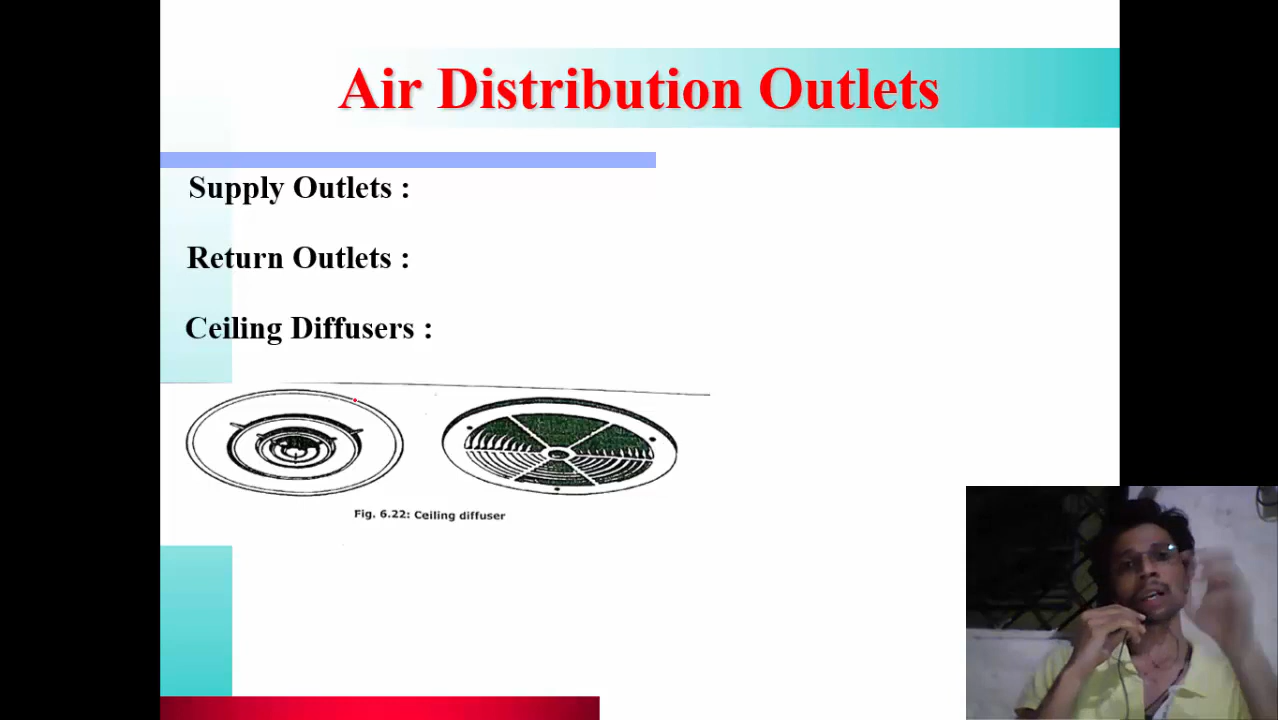 Air Distribution Outlets
Supply Outlets :
Return Outlets :
Ceiling Diffusers :
Fig. 6.22: Ceiling diffuser